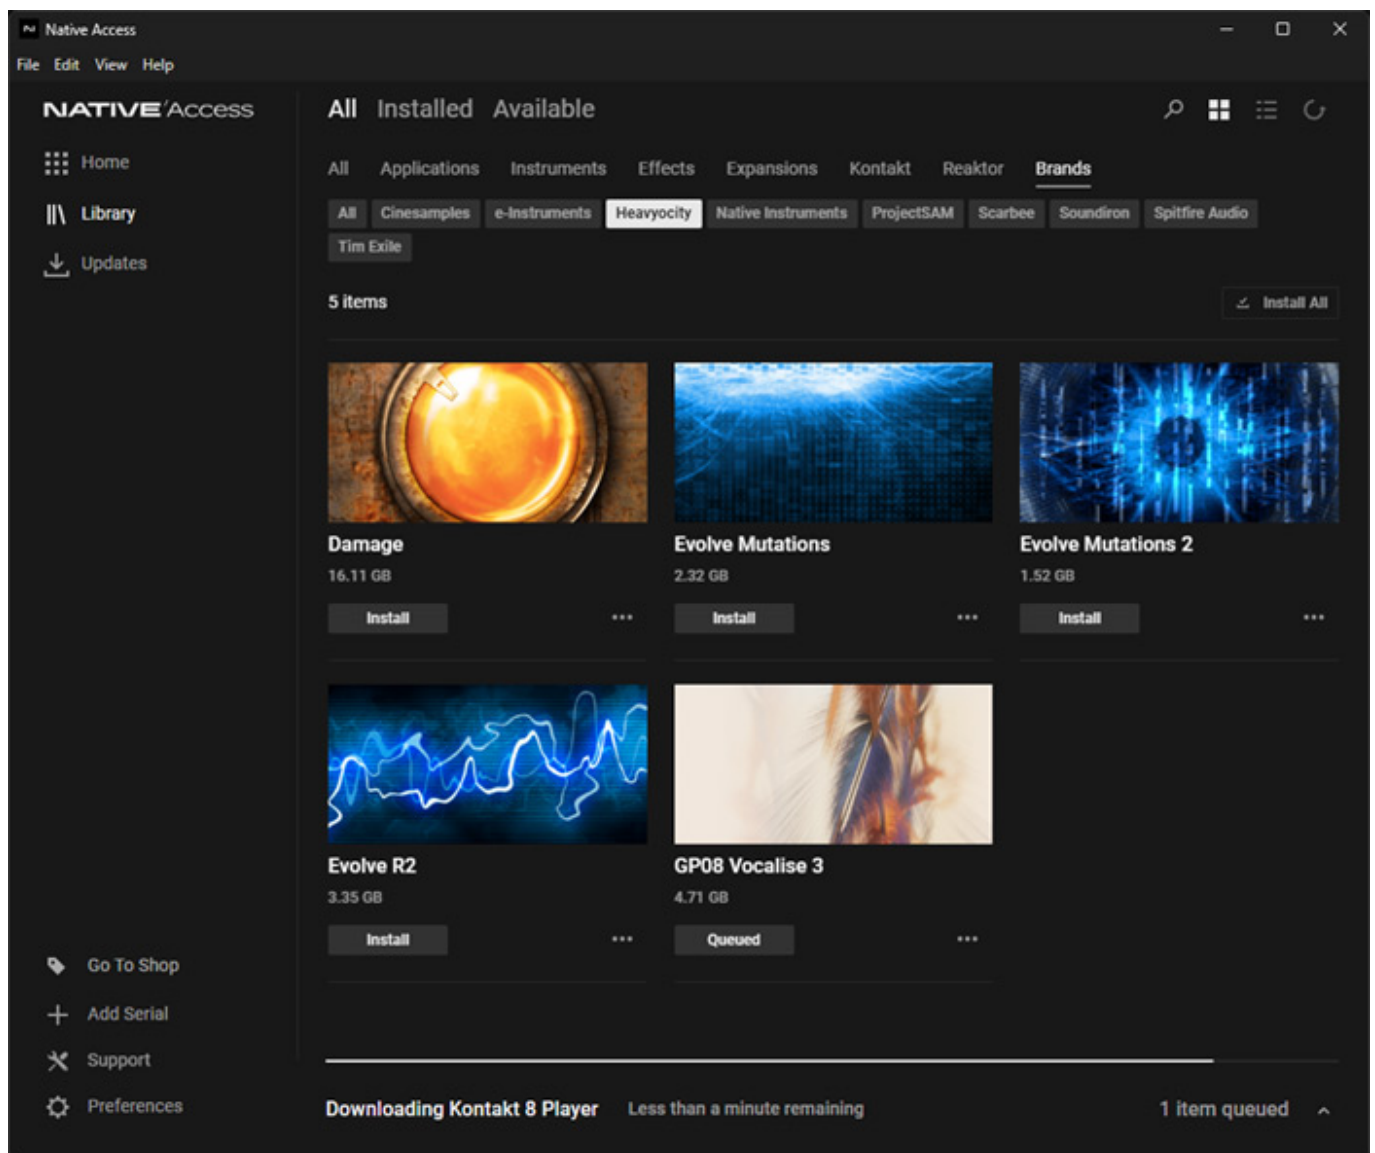 Native Access
File Edit View Help
NATIVE ACCESS
All Installed Available
Home
Library
Updates
All Applications Instruments Effects Expansions Kontakt Reaktor Brands
All Cinesamples e-Instruments Heavyocity Native Instruments ProjectSAM Scarbee Soundiron Spitfire Audio
Tim Exile
5 items
Install All
Damage Evolve Mutations Evolve Mutations 2
16.11 GB 2.32 GB 1.52 GB
Install ... Install ... Install ...
Evolve R2 GP08 Vocalise 3
3.35 GB 4.71 GB
Install ... Queued ...
Go To Shop
Add Serial
Support
Preferences
Downloading Kontakt 8 Player Less than a minute remaining 1 item queued